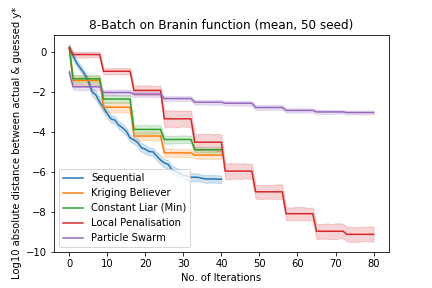 8-Batch on Branin function (mean, 50 seed)
Log10 absolute distance between actual & guessed y*
0
−2
−4
−6
−8
−10
Sequential
Kriging Believer
Constant Liar (Min)
Local Penalisation
Particle Swarm
0 10 20 30 40 50 60 70 80
No. of Iterations